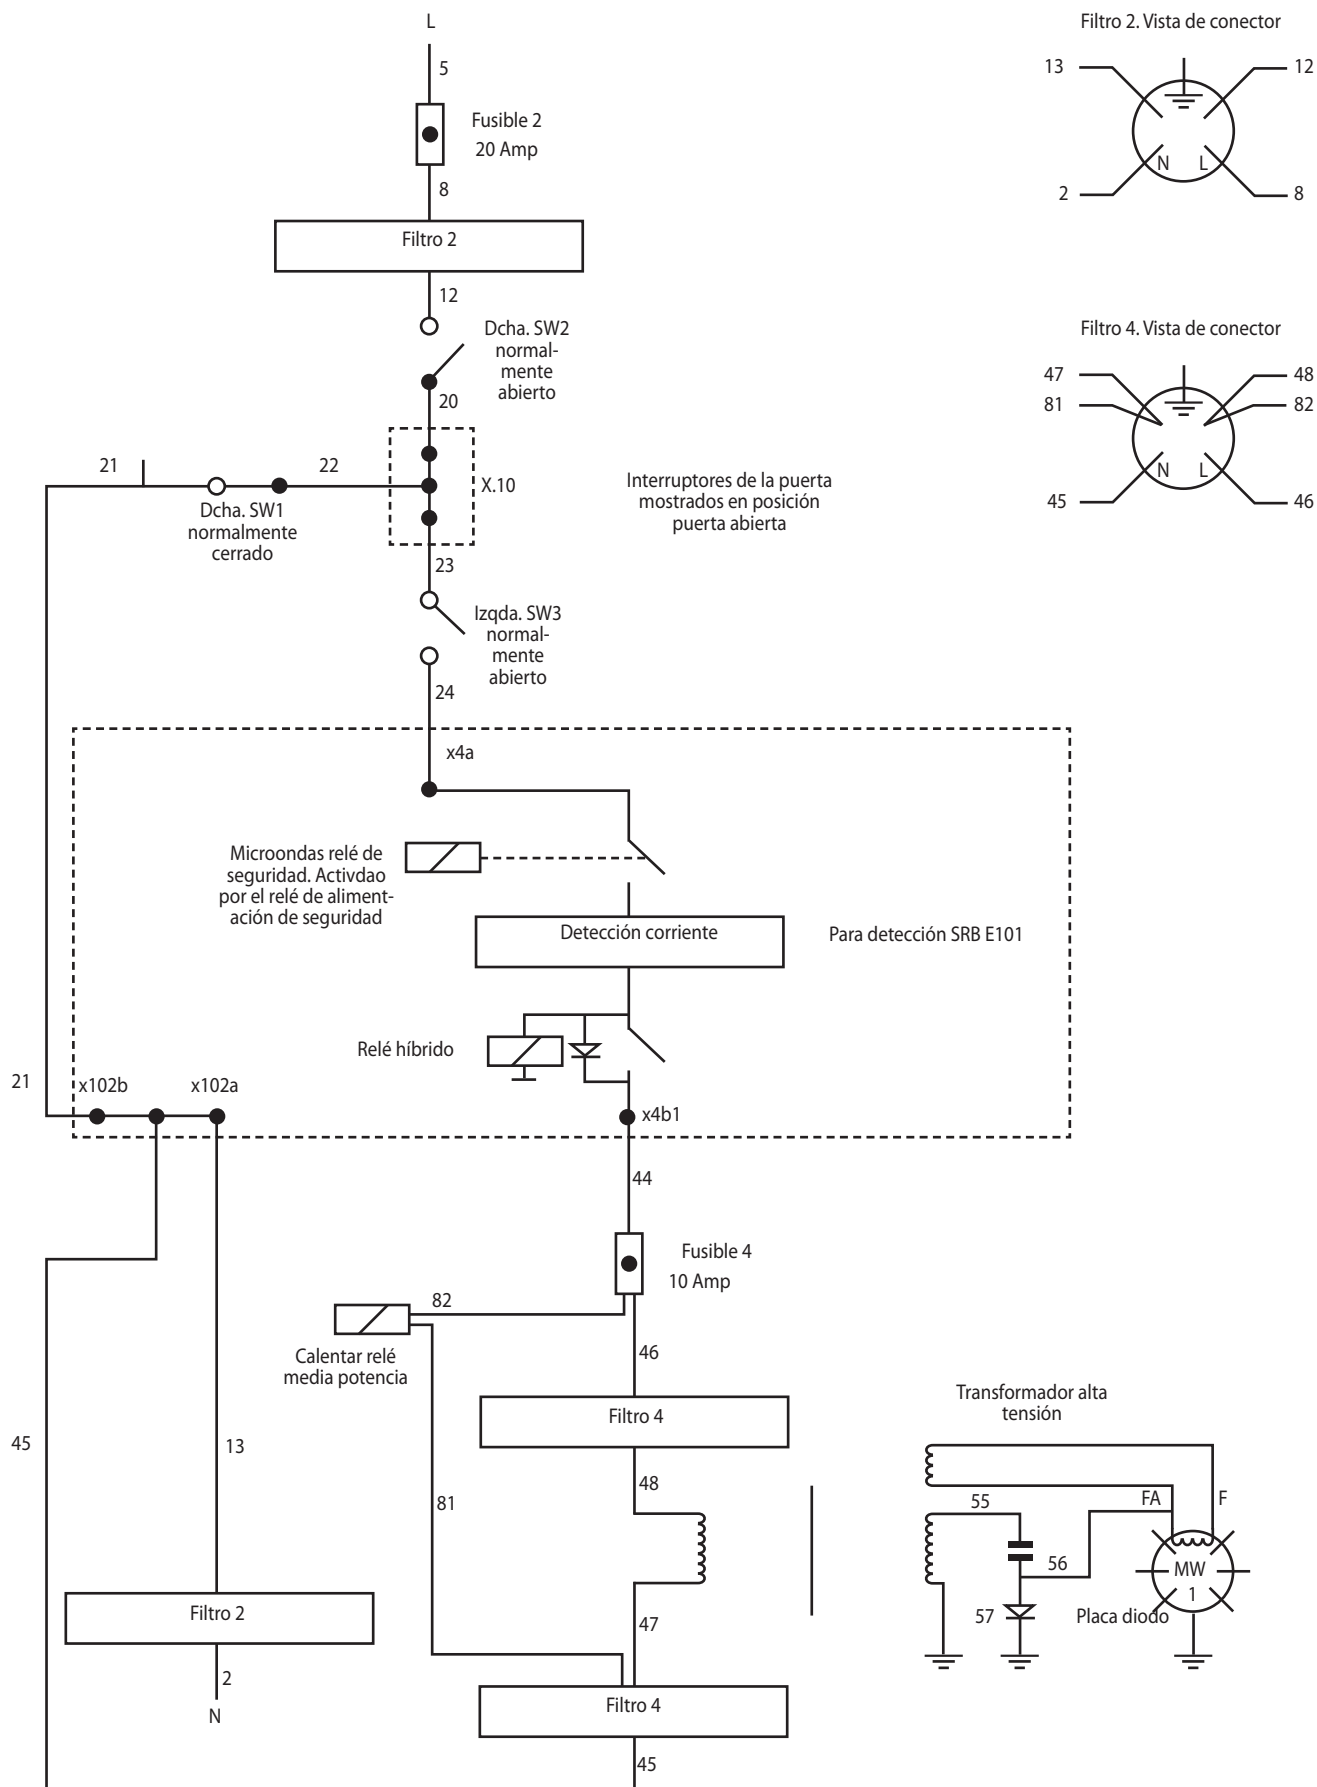 L
5
Fusible 2
20 Amp
8
Filtro 2
12
Dcha. SW2
normal-
mente
abierto
20
21
22
X.10
Dcha. SW1
normalmente
cerrado
23
Izqda. SW3
normal-
mente
abierto
24
Filtro 2. Vista de conector
13
12
N
L
2
8
Filtro 4. Vista de conector
47
48
81
82
N
L
45
46
Interruptores de la puerta
mostrados en posición
puerta abierta
x4a
Microondas relé de
seguridad. Activdao
por el relé de aliment-
ación de seguridad
Detección corriente
Para detección SRB E101
Relé híbrido
21
x102b
x102a
x4b1
44
Fusible 4
10 Amp
82
Calentar relé
media potencia
46
Filtro 4
45
13
81
48
Transformador alta
tensión
55
FA
F
56
MW
1
57
Placa diodo
Filtro 2
47
2
N
Filtro 4
45